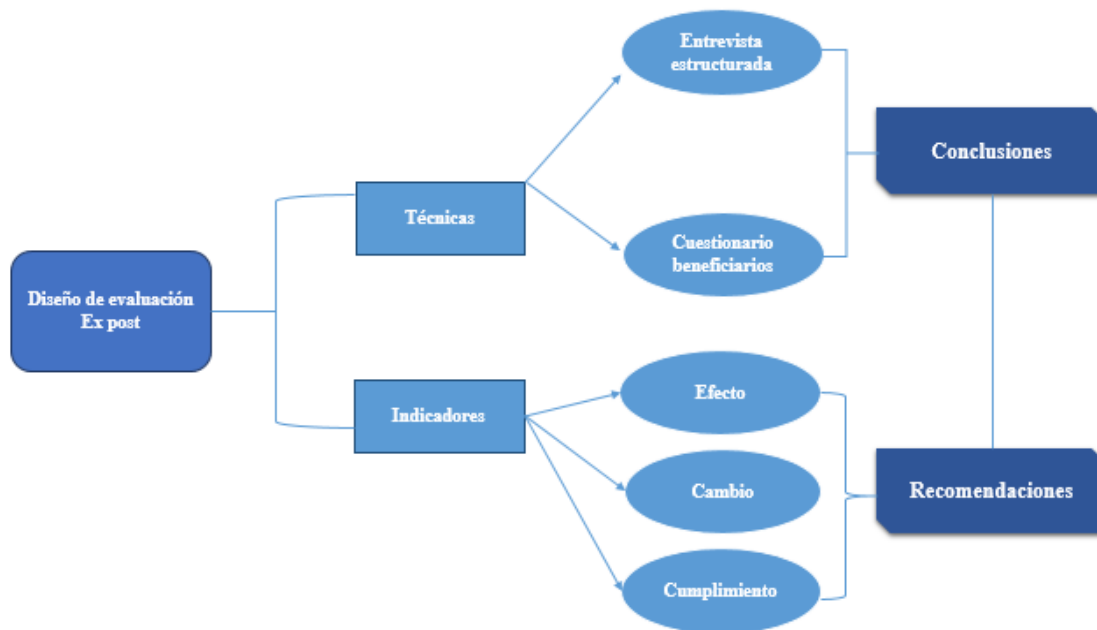 Diseño de evaluación
Ex post
Técnicas
Indicadores
Entrevista
estructurada
Cuestionario
beneficiarios
Efecto
Cambio
Cumplimiento
Conclusiones
Recomendaciones